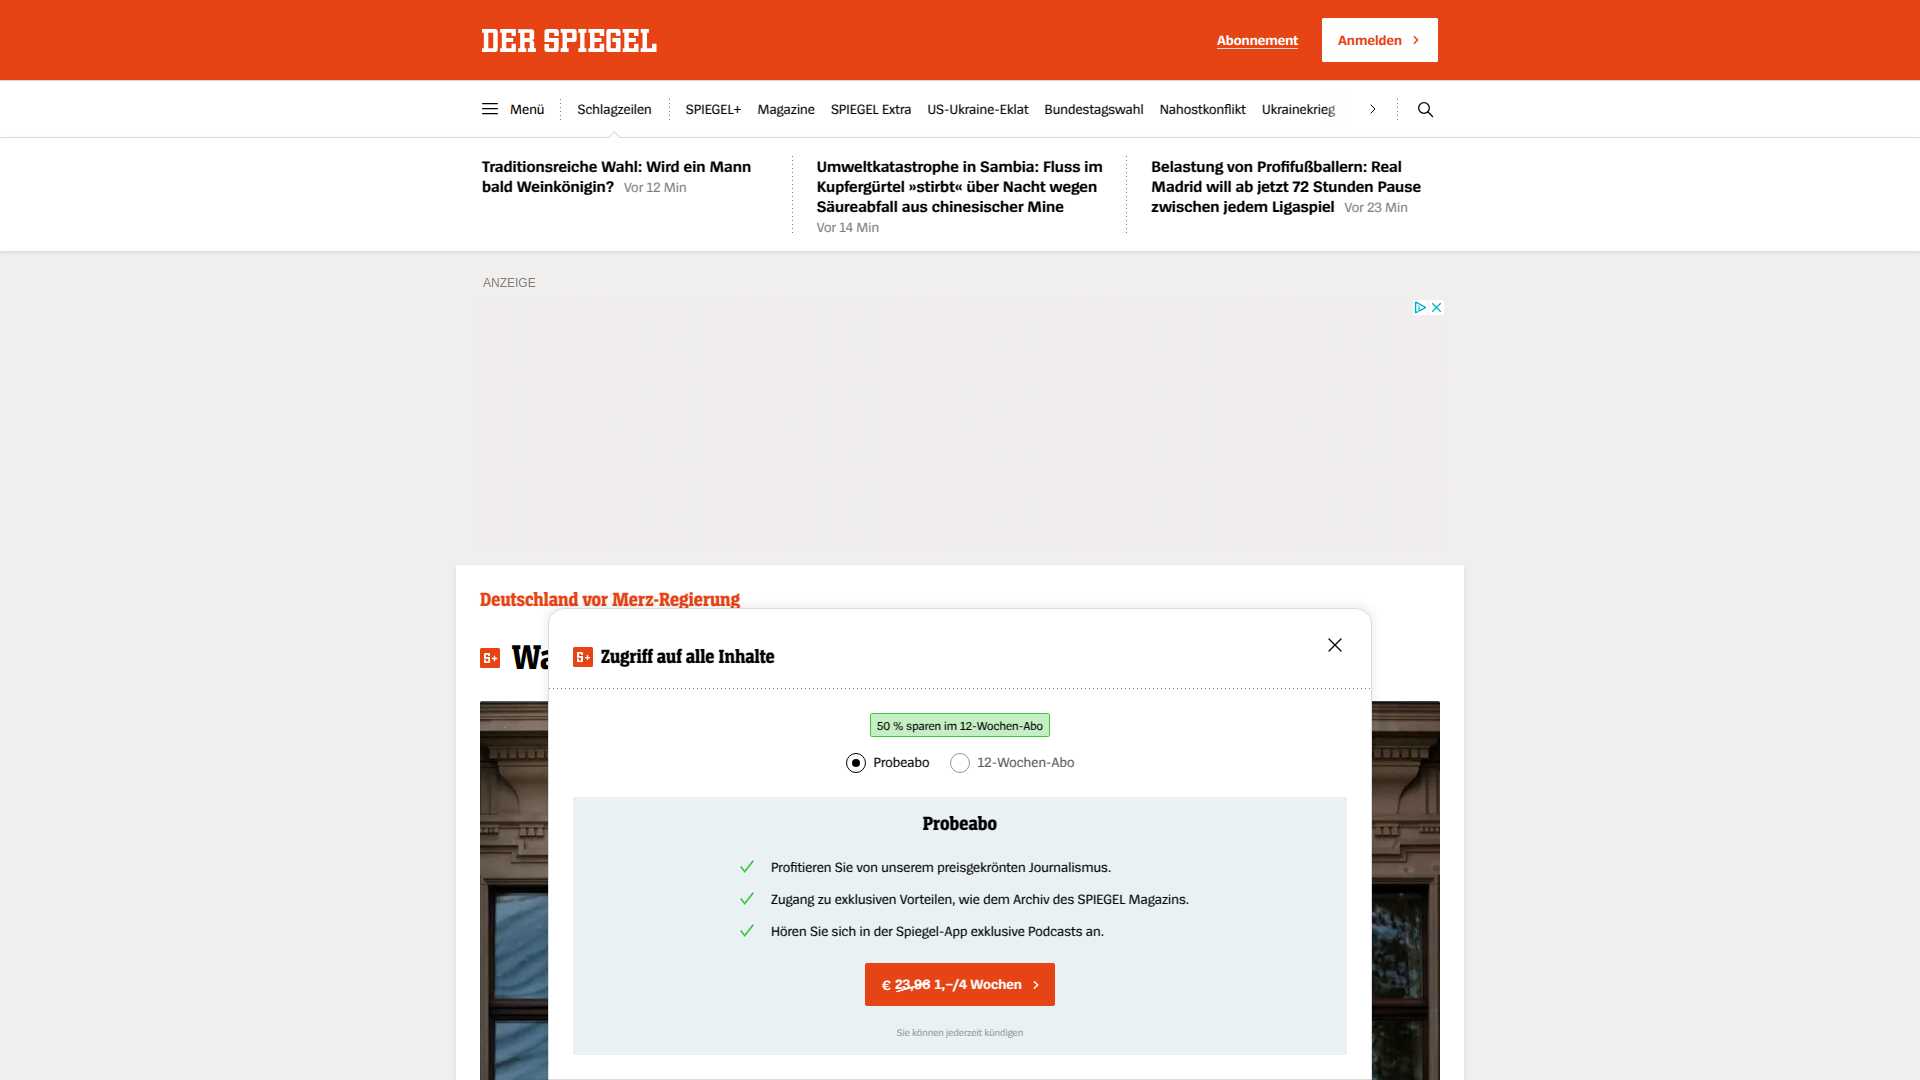 DER SPIEGEL
Abonnement
Anmelden
Menü
Schlagzeilen
SPIEGEL+
Magazine
SPIEGEL Extra
US-Ukraine-Eklat
Bundestagswahl
Nahostkonflikt
Ukrainekrieg
Traditionsreiche Wahl: Wird ein Mann
bald Weinkönigin? Vor 12 Min
Umweltkatastrophe in Sambia: Fluss im
Kupfergürtel »stirbt« über Nacht wegen
Säureabfall aus chinesischer Mine
Vor 14 Min
Belastung von Profifußballern: Real
Madrid will ab jetzt 72 Stunden Pause
zwischen jedem Ligaspiel Vor 23 Min
ANZEIGE
Deutschland vor Merz-Regierung
Zugriff auf alle Inhalte
50 % sparen im 12-Wochen-Abo
Probeabo
12-Wochen-Abo
Probeabo
Profitieren Sie von unserem preisgekrönten Journalismus.
Zugang zu exklusiven Vorteilen, wie dem Archiv des SPIEGEL Magazins.
Hören Sie sich in der Spiegel-App exklusive Podcasts an.
€ 23,96 1,–/4 Wochen
Sie können jederzeit kündigen